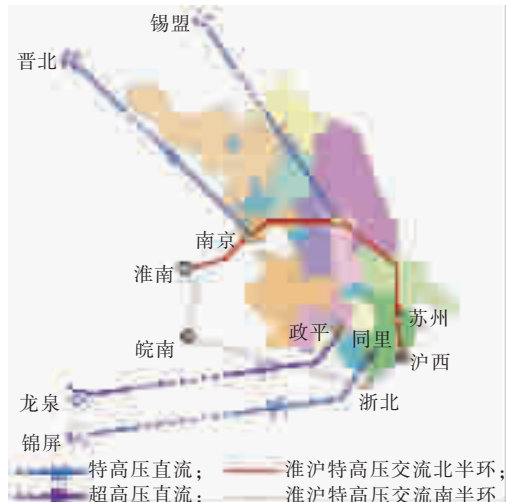 锡盟
晋北
南京
淮南
苏州
政平
同里
皖南
沪西
龙泉
浙北
锦屏
特高压直流； 淮沪特高压交流北半环；
超高压直流； 淮沪特高压交流南半环